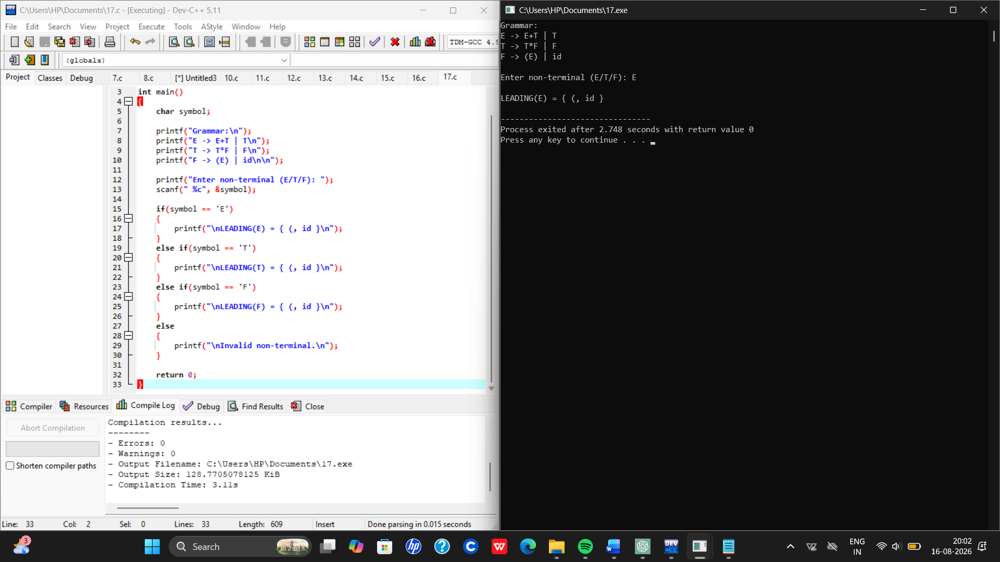 C:\Users\HP\Documents\17.c - [Executing] - Dev-C++ 5.11
File Edit Search View Project Execute Tools AStyle Window Help
TDM-GCC 4.9
(globals)
Project Classes Debug
7.c 8.c [*] Untitled3 10.c 11.c 12.c 13.c 14.c 15.c 16.c 17.c
3 int main()
4 {
5 char symbol;
6
7 printf("Grammar:\n");
8 printf("E -> E+T | T\n");
9 printf("T -> T*F | F\n");
10 printf("F -> (E) | id\n\n");
11
12 printf("Enter non-terminal (E/T/F): ");
13 scanf(" %c", &symbol);
14
15 if(symbol == 'E')
16 {
17 printf("\nLEADING(E) = { (, id }\n");
18 }
19 else if(symbol == 'T')
20 {
21 printf("\nLEADING(T) = { (, id }\n");
22 }
23 else if(symbol == 'F')
24 {
25 printf("\nLEADING(F) = { (, id }\n");
26 }
27 else
28 {
29 printf("\nInvalid non-terminal.\n");
30 }
31
32 return 0;
33 }
Compiler Resources Compile Log Debug Find Results Close
Abort Compilation
Shorten compiler paths
Compilation results...
--------
- Errors: 0
- Warnings: 0
- Output Filename: C:\Users\HP\Documents\17.exe
- Output Size: 128.7705078125 KiB
- Compilation Time: 3.11s
Line: 33 Col: 2 Sel: 0 Lines: 33 Length: 609 Insert Done parsing in 0.015 seconds
C:\Users\HP\Documents\17.exe
Grammar:
E -> E+T | T
T -> T*F | F
F -> (E) | id
Enter non-terminal (E/T/F): E
LEADING(E) = { (, id }
--------------------------------
Process exited after 2.748 seconds with return value 0
Press any key to continue . . .
3
Search
hp
DEV
ENG
IN
20:02
16-08-2026